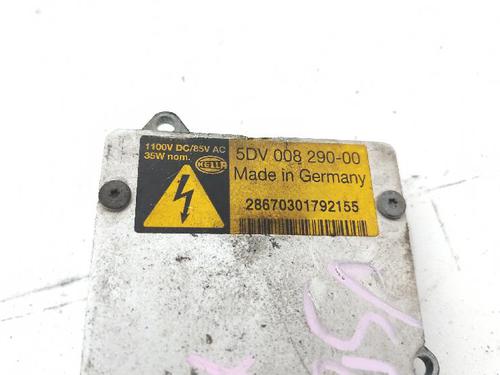 1100V DC/85V AC
35W nom.
HELLA
5DV 008 290-00
Made in Germany
28670301792155